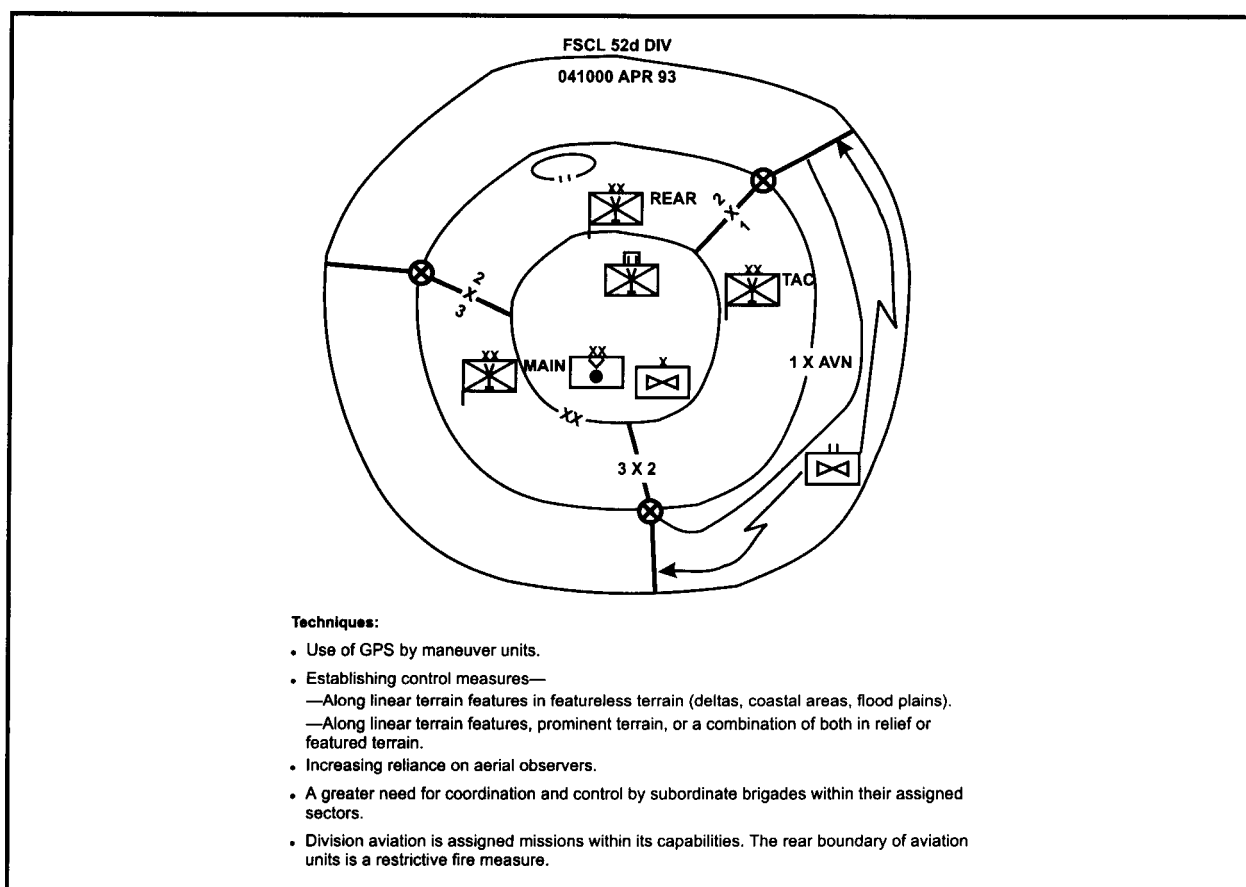 FSCL 52d DIV
041000 APR 93
XX
REAR
2
X
1
XX
TAC
2
X
3
XX
MAIN
XX
X
1 X AVN
XX
3 X 2
Techniques:
• Use of GPS by maneuver units.
• Establishing control measures—
—Along linear terrain features in featureless terrain (deltas, coastal areas, flood plains).
—Along linear terrain features, prominent terrain, or a combination of both in relief or
featured terrain.
• Increasing reliance on aerial observers.
• A greater need for coordination and control by subordinate brigades within their assigned
sectors.
• Division aviation is assigned missions within its capabilities. The rear boundary of aviation
units is a restrictive fire measure.